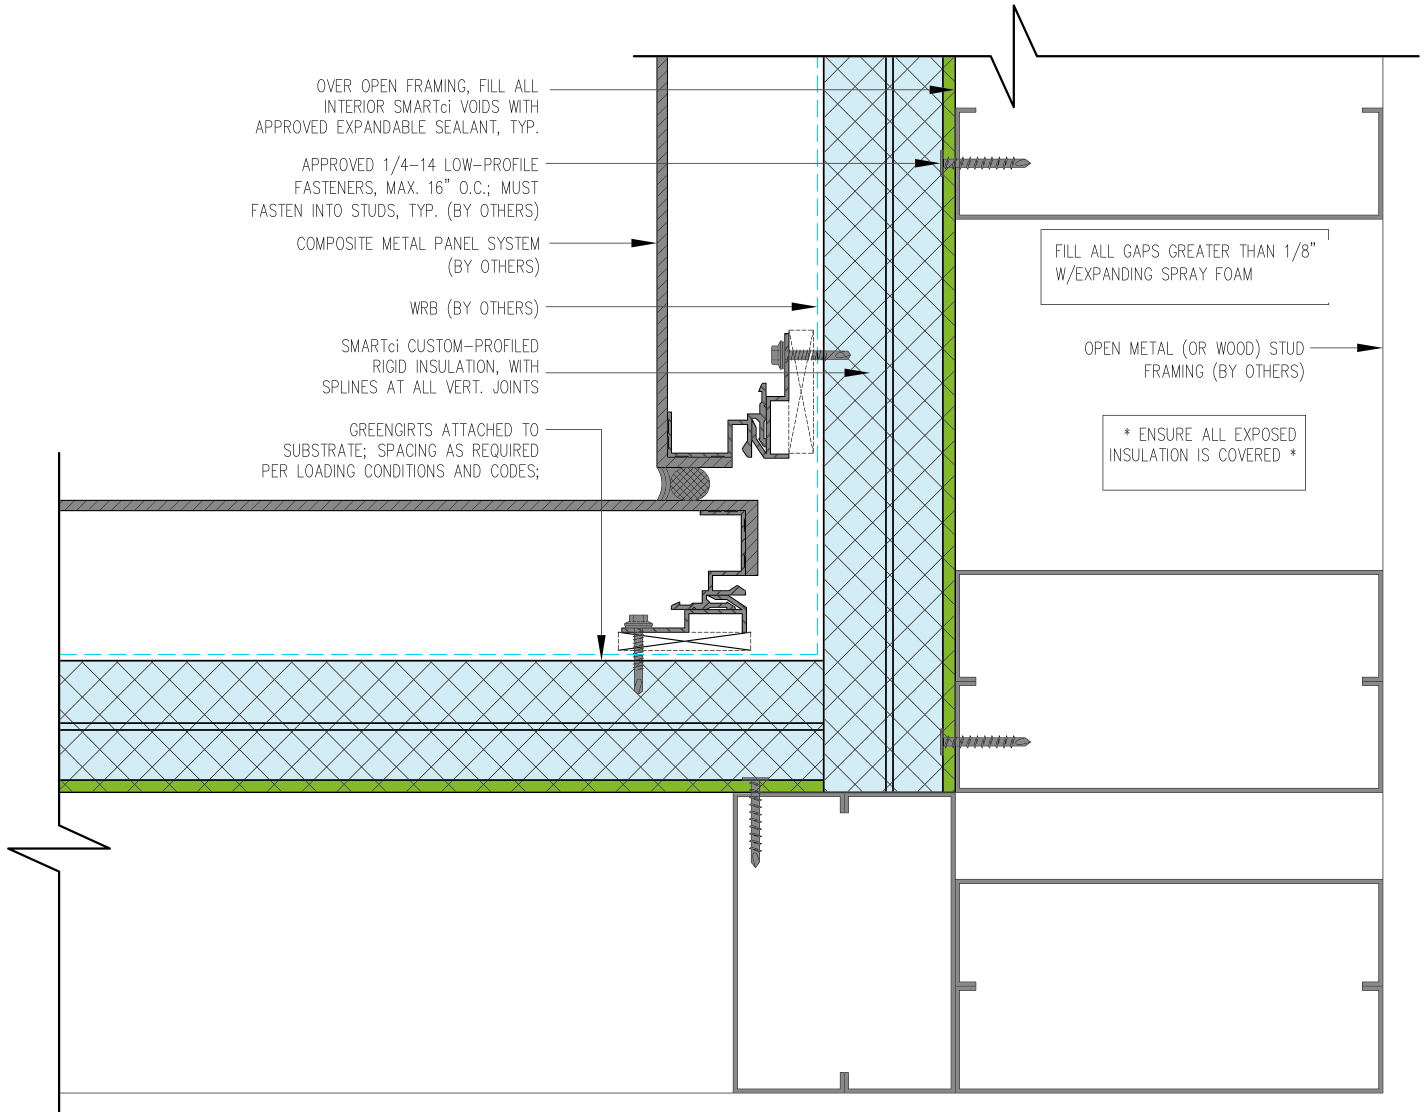 OVER OPEN FRAMING, FILL ALL
INTERIOR SMARTci VOIDS WITH
APPROVED EXPANDABLE SEALANT, TYP.
APPROVED 1/4-14 LOW-PROFILE
FASTENERS, MAX. 16" O.C.; MUST
FASTEN INTO STUDS, TYP. (BY OTHERS)
COMPOSITE METAL PANEL SYSTEM
(BY OTHERS)
WRB (BY OTHERS)
SMARTci CUSTOM-PROFILED
RIGID INSULATION, WITH
SPLINES AT ALL VERT. JOINTS
GREENGIRTS ATTACHED TO
SUBSTRATE; SPACING AS REQUIRED
PER LOADING CONDITIONS AND CODES;
FILL ALL GAPS GREATER THAN 1/8"
W/EXPANDING SPRAY FOAM
OPEN METAL (OR WOOD) STUD
FRAMING (BY OTHERS)
* ENSURE ALL EXPOSED
INSULATION IS COVERED *